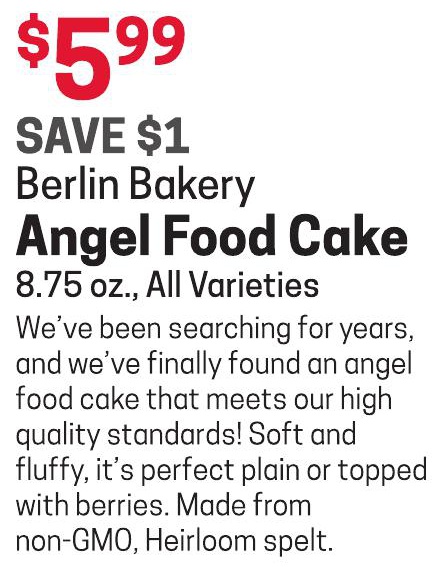 $5.99
SAVE $1
Berlin Bakery
Angel Food Cake
8.75 oz., All Varieties
We've been searching for years,
and we've finally found an angel
food cake that meets our high
quality standards! Soft and
fluffy, it's perfect plain or topped
with berries. Made from
non-GMO, Heirloom spelt.